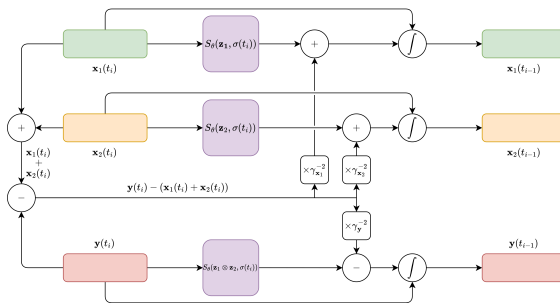 S_θ(𝐳_𝟏, σ(t_i))
+
∫
𝐱_1(t_i)
𝐱_1(t_{i−1})
S_θ(𝐳_2, σ(t_i))
+
+
∫
𝐱_1(t_i)
+
𝐱_2(t_i)
𝐱_2(t_i)
𝐱_2(t_{i−1})
×γ_{𝐱_1}^{−2}
×γ_{𝐱_2}^{−2}
−
𝐲(t_i) − (𝐱_1(t_i) + 𝐱_2(t_i))
×γ_𝐲^{−2}
𝐲(t_i)
𝐲(t_{i−1})
S_θ(𝐳_1 ⊗ 𝐳_2, σ(t_i))
−
∫